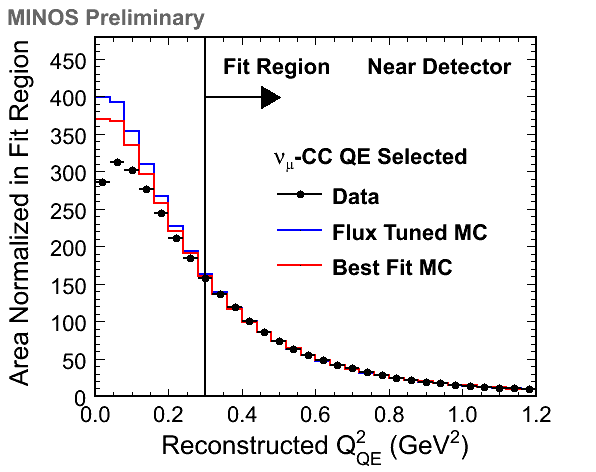 MINOS Preliminary
Area Normalized in Fit Region
450
400
350
300
250
200
150
100
50
0
Fit Region
Near Detector
νμ-CC QE Selected
Data
Flux Tuned MC
Best Fit MC
0.0 0.2 0.4 0.6 0.8 1.0 1.2
Reconstructed Q²QE (GeV²)